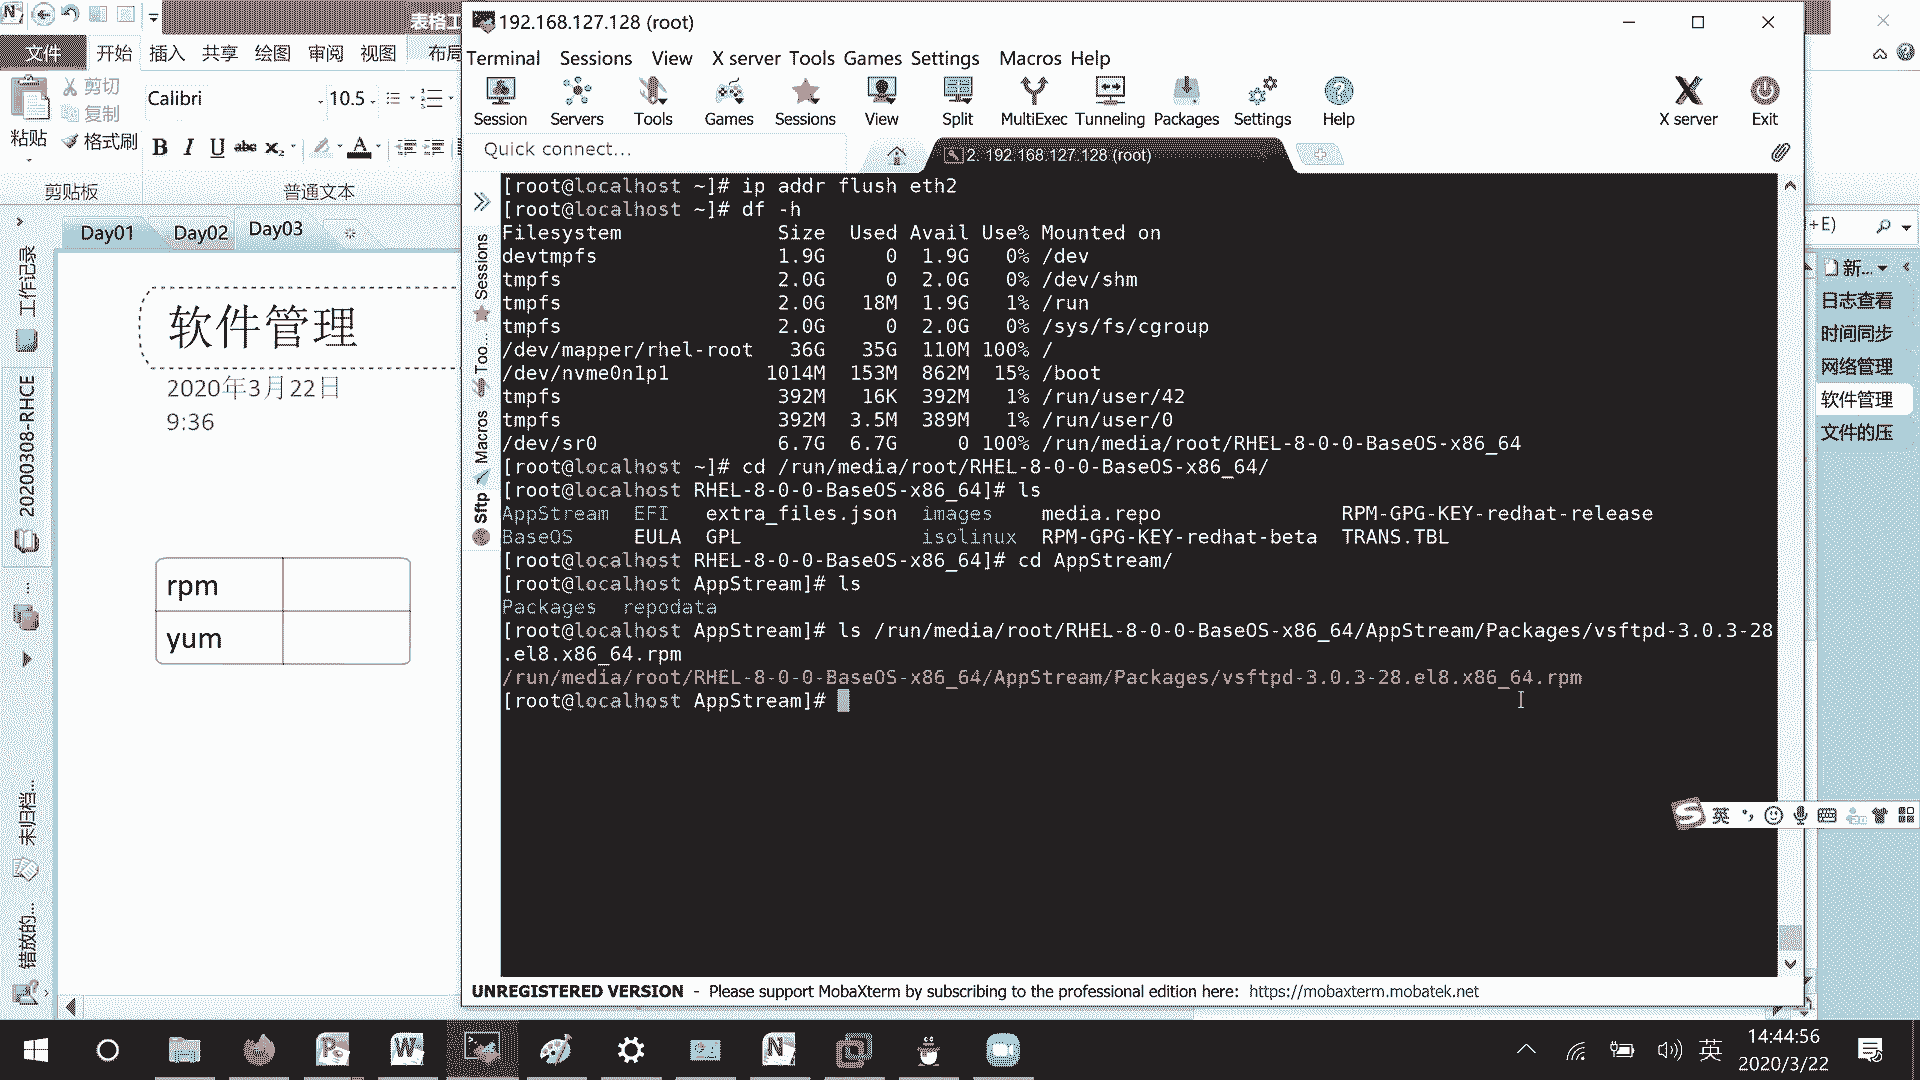 表格工
192.168.127.128 (root)
文件 开始 插入 共享 绘图 审阅 视图 布局
Terminal Sessions View X server Tools Games Settings Macros Help
粘贴
剪切
复制
格式刷
Calibri 10.5
剪贴板 普通文本
Session Servers Tools Games Sessions View Split MultiExec Tunneling Packages Settings Help X server Exit
Quick connect...
2. 192.168.127.128 (root)
Day01 Day02 Day03
工作记录
20200308-RHCE
未归档...
错放的...
软件管理
2020年3月22日
9:36
rpm
yum
Sessions
Too...
Macros
Sftp
[root@localhost ~]# ip addr flush eth2
[root@localhost ~]# df -h
Filesystem Size Used Avail Use% Mounted on
devtmpfs 1.9G 0 1.9G 0% /dev
tmpfs 2.0G 0 2.0G 0% /dev/shm
tmpfs 2.0G 18M 1.9G 1% /run
tmpfs 2.0G 0 2.0G 0% /sys/fs/cgroup
/dev/mapper/rhel-root 36G 35G 110M 100% /
/dev/nvme0n1p1 1014M 153M 862M 15% /boot
tmpfs 392M 16K 392M 1% /run/user/42
tmpfs 392M 3.5M 389M 1% /run/user/0
/dev/sr0 6.7G 6.7G 0 100% /run/media/root/RHEL-8-0-0-BaseOS-x86_64
[root@localhost ~]# cd /run/media/root/RHEL-8-0-0-BaseOS-x86_64/
[root@localhost RHEL-8-0-0-BaseOS-x86_64]# ls
AppStream EFI extra_files.json images media.repo RPM-GPG-KEY-redhat-release
BaseOS EULA GPL isolinux RPM-GPG-KEY-redhat-beta TRANS.TBL
[root@localhost RHEL-8-0-0-BaseOS-x86_64]# cd AppStream/
[root@localhost AppStream]# ls
Packages repodata
[root@localhost AppStream]# ls /run/media/root/RHEL-8-0-0-BaseOS-x86_64/AppStream/Packages/vsftpd-3.0.3-28
.el8.x86_64.rpm
/run/media/root/RHEL-8-0-0-BaseOS-x86_64/AppStream/Packages/vsftpd-3.0.3-28.el8.x86_64.rpm
[root@localhost AppStream]#
UNREGISTERED VERSION - Please support MobaXterm by subscribing to the professional edition here: https://mobaxterm.mobatek.net
+E)
新...
日志查看
时间同步
网络管理
软件管理
文件的压
英
英
14:44:56
2020/3/22